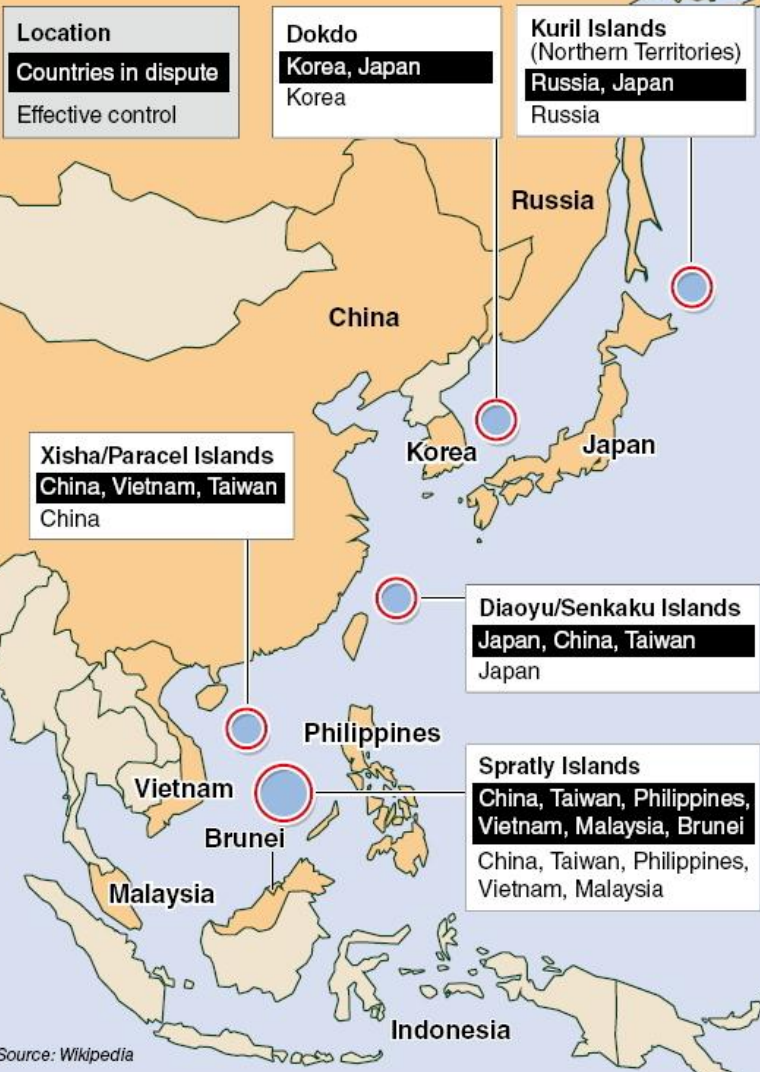 Location
Countries in dispute
Effective control
Dokdo
Korea, Japan
Korea
Kuril Islands
(Northern Territories)
Russia, Japan
Russia
Russia
China
Korea
Japan
Xisha/Paracel Islands
China, Vietnam, Taiwan
China
Diaoyu/Senkaku Islands
Japan, China, Taiwan
Japan
Philippines
Spratly Islands
China, Taiwan, Philippines,
Vietnam, Malaysia, Brunei
China, Taiwan, Philippines,
Vietnam, Malaysia
Vietnam
Brunei
Malaysia
Indonesia
Source: Wikipedia